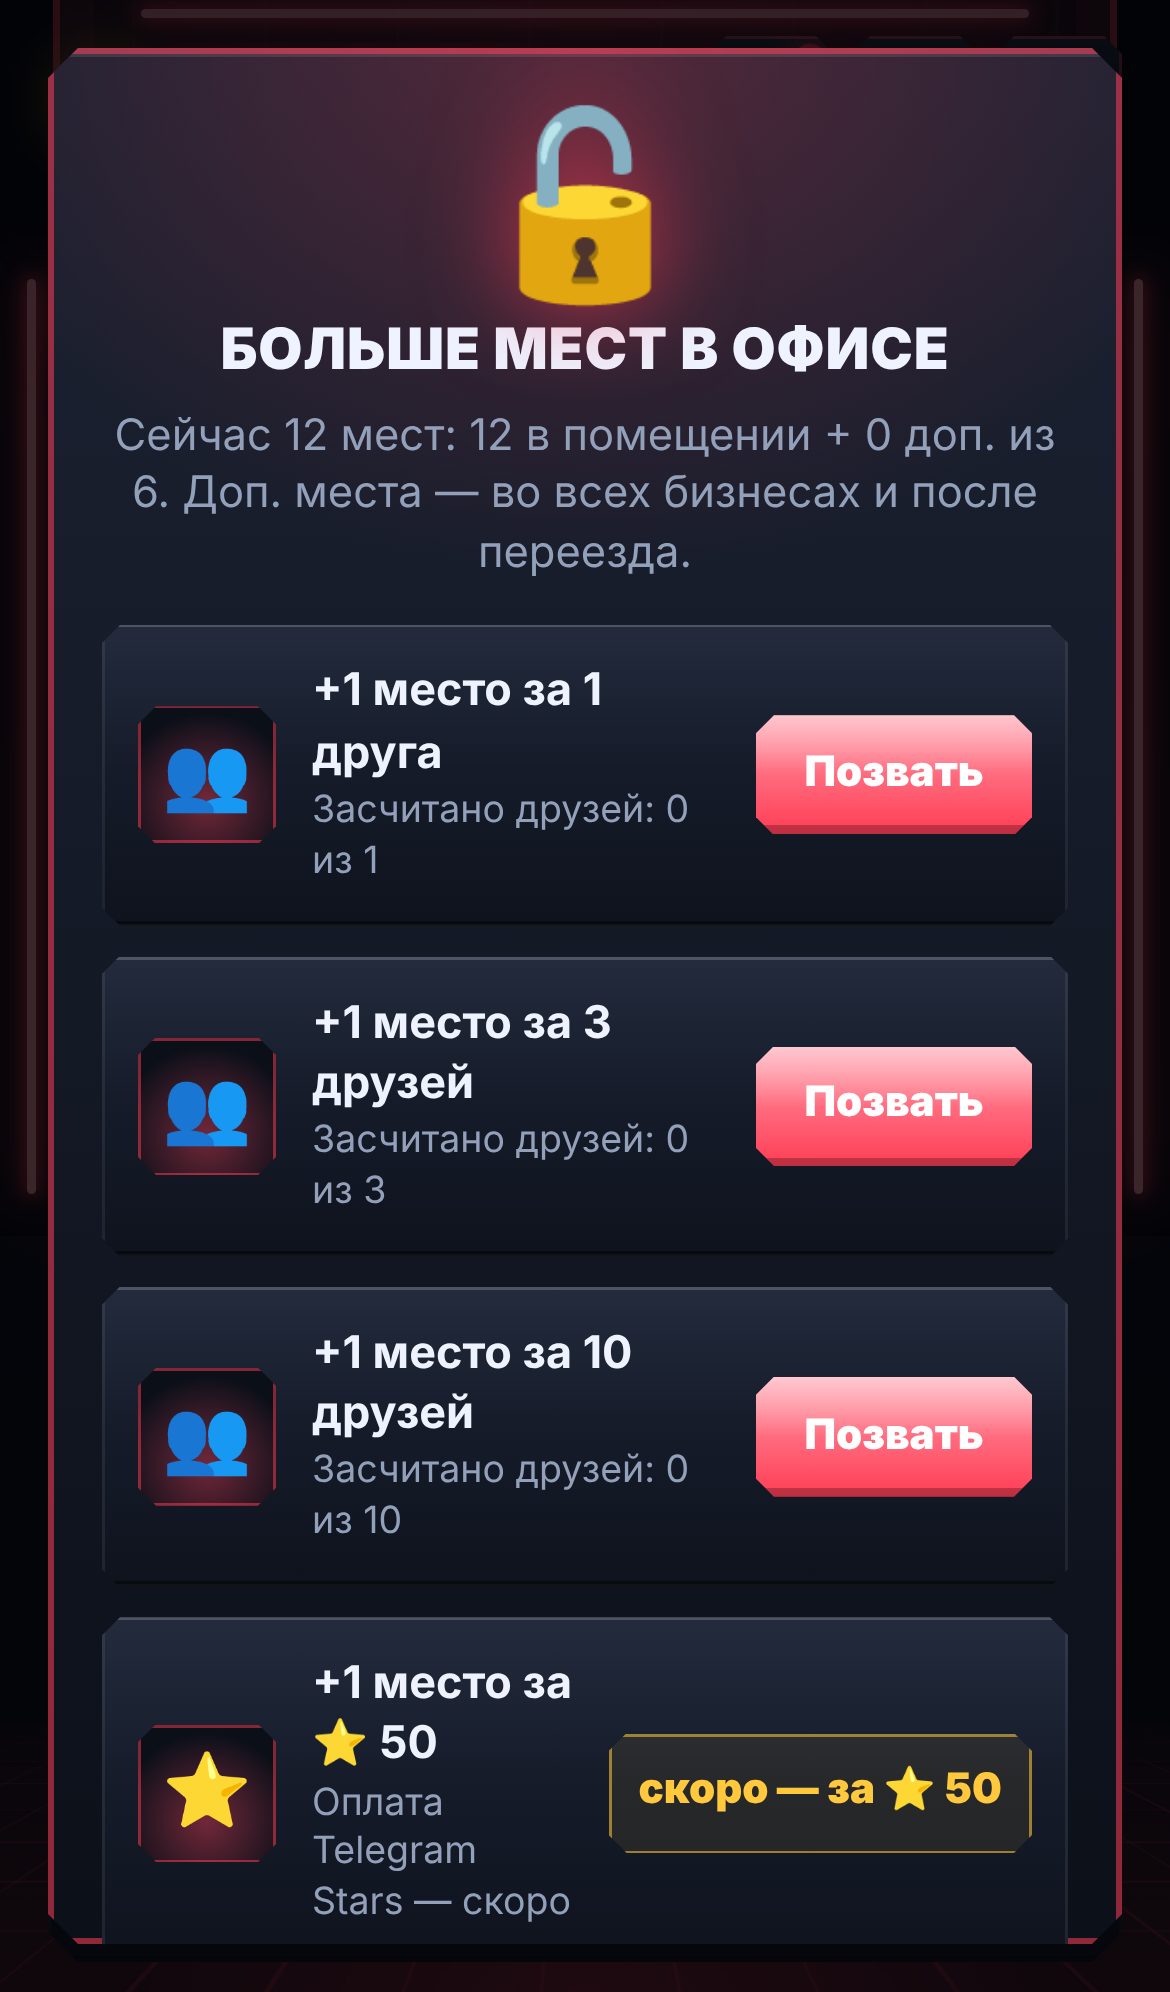 БОЛЬШЕ МЕСТ В ОФИСЕ
Сейчас 12 мест: 12 в помещении + 0 доп. из
6. Доп. места — во всех бизнесах и после
переезда.
+1 место за 1
друга
Засчитано друзей: 0
из 1
Позвать
+1 место за 3
друзей
Засчитано друзей: 0
из 3
Позвать
+1 место за 10
друзей
Засчитано друзей: 0
из 10
Позвать
+1 место за
⭐ 50
Оплата
Telegram
Stars — скоро
скоро — за ⭐ 50